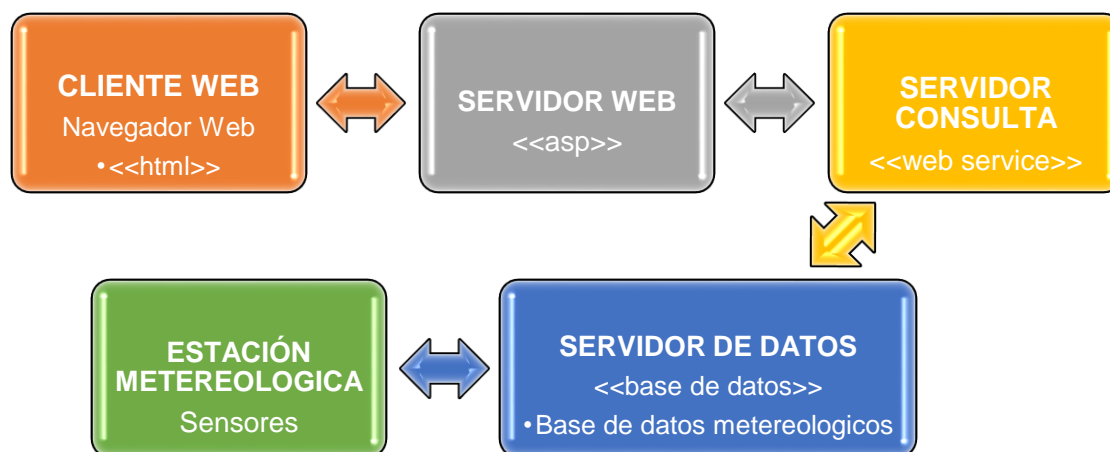 CLIENTE WEB
Navegador Web
•<<html>>
SERVIDOR WEB
<<asp>>
SERVIDOR
CONSULTA
<<web service>>
ESTACIÓN
METEREOLOGICA
Sensores
SERVIDOR DE DATOS
<<base de datos>>
•Base de datos metereologicos